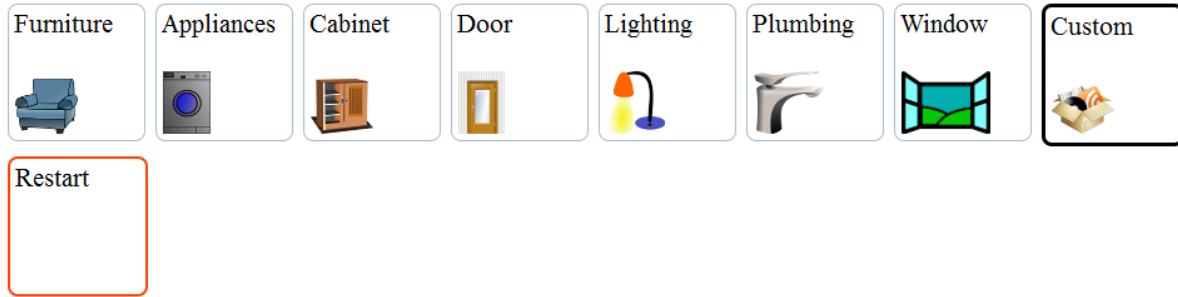 Furniture
Appliances
Cabinet
Door
Lighting
Plumbing
Window
Custom
Restart